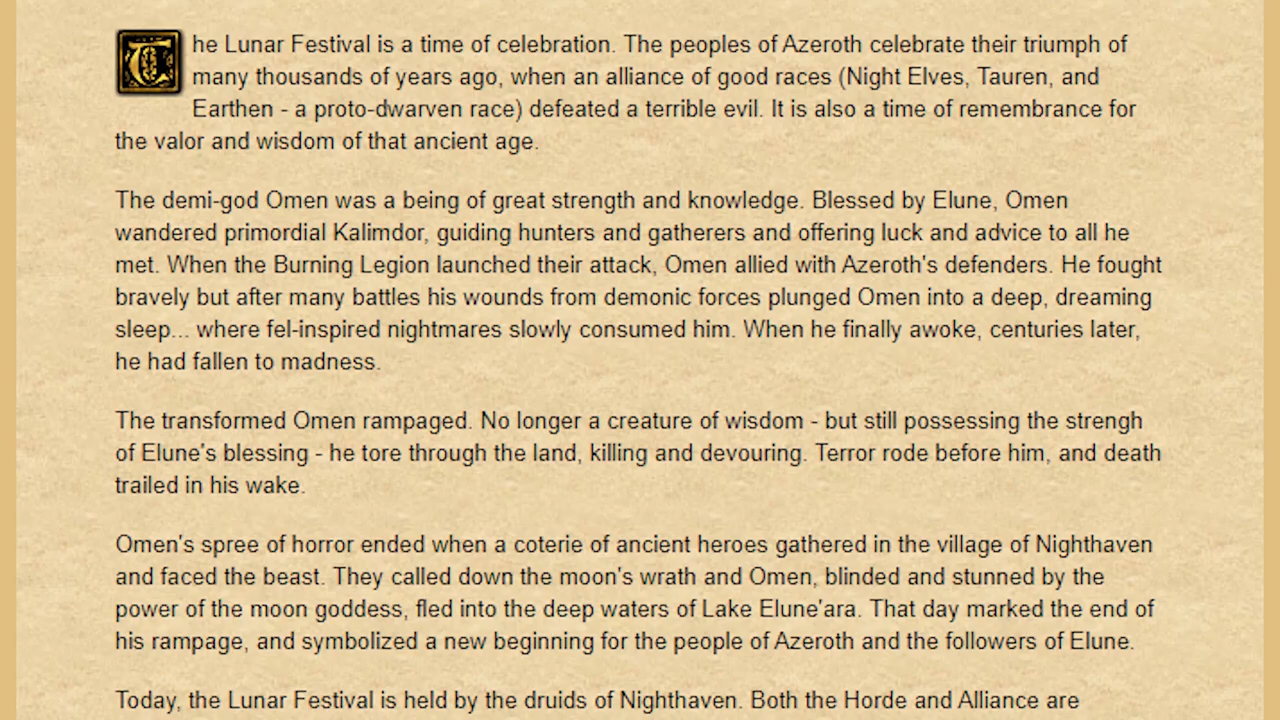 The Lunar Festival is a time of celebration. The peoples of Azeroth celebrate their triumph of
many thousands of years ago, when an alliance of good races (Night Elves, Tauren, and
Earthen - a proto-dwarven race) defeated a terrible evil. It is also a time of remembrance for
the valor and wisdom of that ancient age.
The demi-god Omen was a being of great strength and knowledge. Blessed by Elune, Omen
wandered primordial Kalimdor, guiding hunters and gatherers and offering luck and advice to all he
met. When the Burning Legion launched their attack, Omen allied with Azeroth's defenders. He fought
bravely but after many battles his wounds from demonic forces plunged Omen into a deep, dreaming
sleep... where fel-inspired nightmares slowly consumed him. When he finally awoke, centuries later,
he had fallen to madness.
The transformed Omen rampaged. No longer a creature of wisdom - but still possessing the strengh
of Elune's blessing - he tore through the land, killing and devouring. Terror rode before him, and death
trailed in his wake.
Omen's spree of horror ended when a coterie of ancient heroes gathered in the village of Nighthaven
and faced the beast. They called down the moon's wrath and Omen, blinded and stunned by the
power of the moon goddess, fled into the deep waters of Lake Elune'ara. That day marked the end of
his rampage, and symbolized a new beginning for the people of Azeroth and the followers of Elune.
Today, the Lunar Festival is held by the druids of Nighthaven. Both the Horde and Alliance are